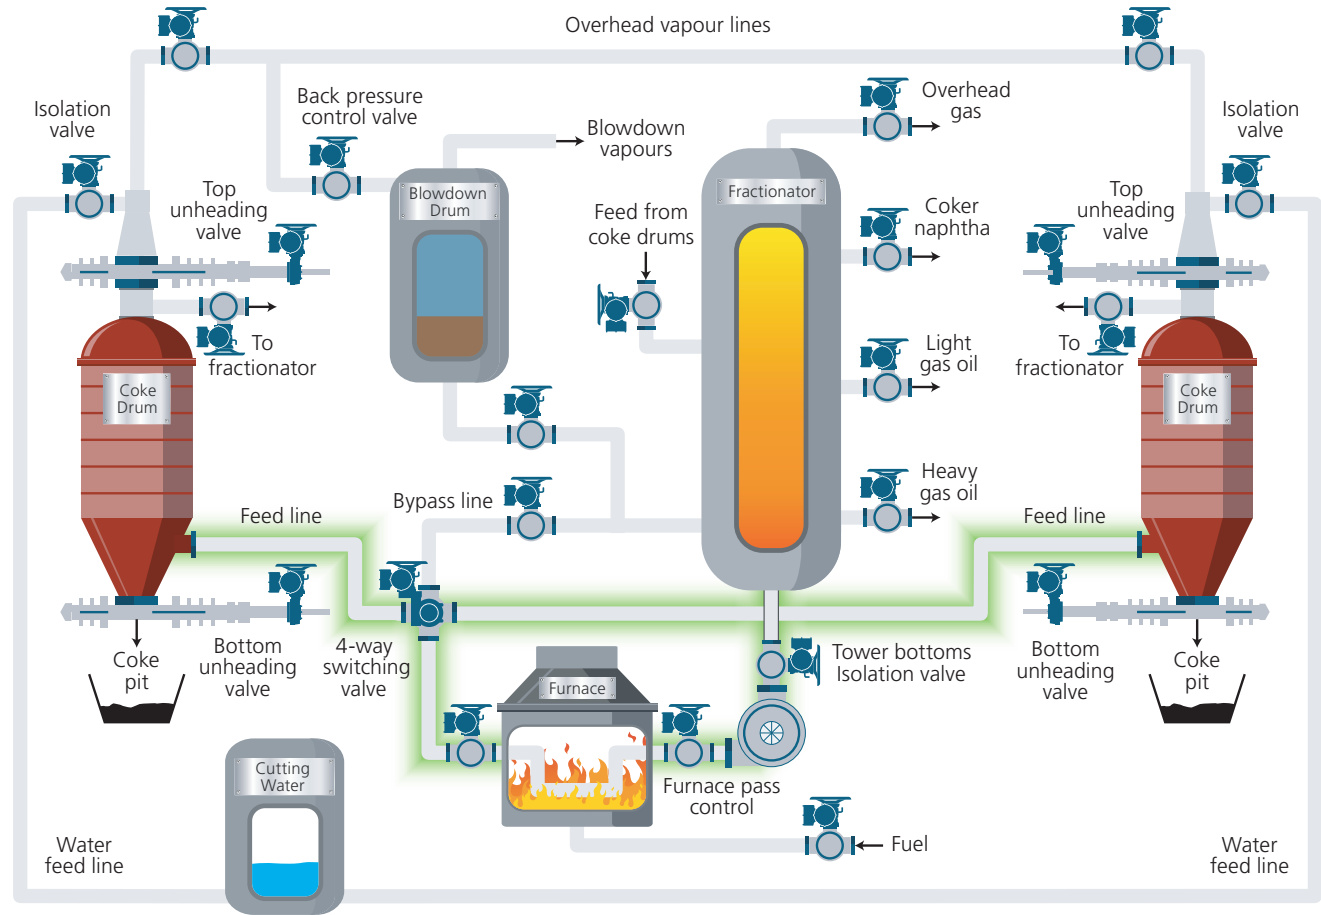 Overhead vapour lines
Isolation
valve
Back pressure
control valve
Blowdown
vapours
Overhead
gas
Isolation
valve
Top
unheading
valve
Blowdown
Drum
Feed from
coke drums
Fractionator
Coker
naphtha
Top
unheading
valve
To
fractionator
Light
gas oil
To
fractionator
Coke
Drum
Coke
Drum
Bypass line
Heavy
gas oil
Feed line
Feed line
Coke
pit
Bottom
unheading
valve
4-way
switching
valve
Furnace
Tower bottoms
Isolation valve
Bottom
unheading
valve
Coke
pit
Cutting
Water
Furnace pass
control
Fuel
Water
feed line
Water
feed line